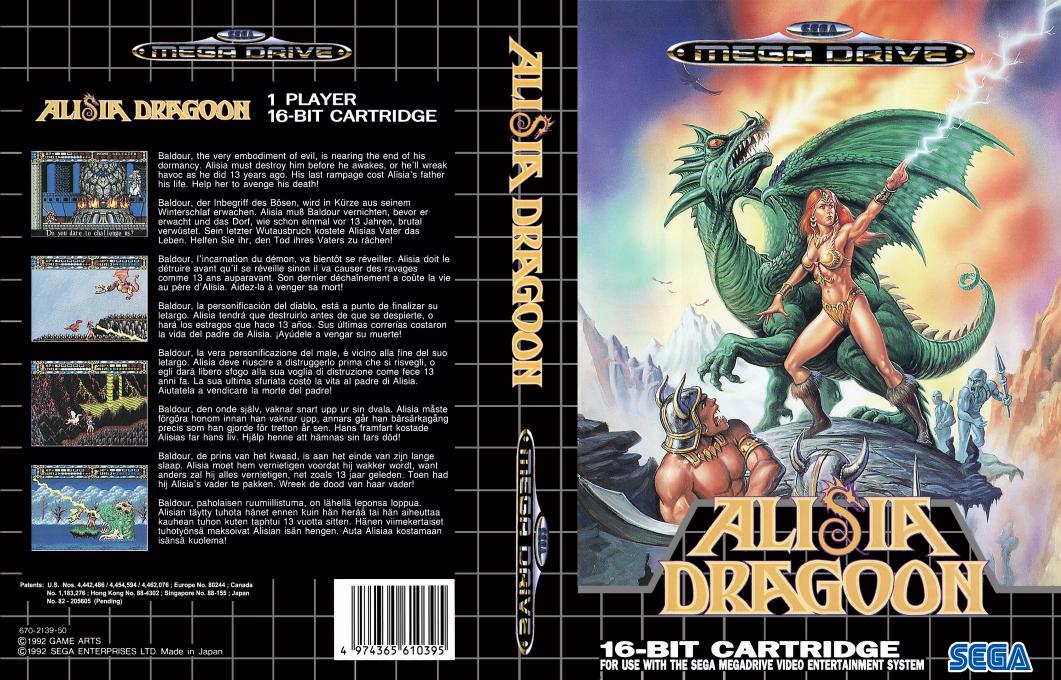 SEGA
MEGA DRIVE
ALISIA DRAGOON
1 PLAYER
16-BIT CARTRIDGE
Baldour, the very embodiment of evil, is nearing the end of his
dormancy. Alisia must destroy him before he awakes, or he'll wreak
havoc as he did 13 years ago. His last rampage cost Alisia's father
his life. Help her to avenge his death!
Baldour, der Inbegriff des Bösen, wird in Kürze aus seinem
Winterschlaf erwachen. Alisia muß Baldour vernichten, bevor er
erwacht und das Dorf, wie schon einmal vor 13 Jahren, brutal
verwüstet. Sein letzter Wutausbruch kostete Alisias Vater das
Leben. Helfen Sie ihr, den Tod ihres Vaters zu rächen!
Baldour, l'incarnation du démon, va bientôt se réveiller. Alisia doit le
détruire avant qu'il se réveille sinon il va causer des ravages
comme 13 ans auparavant. Son dernier déchaînement a coûte la vie
au père d'Alisia. Aidez-la à venger sa mort!
Baldour, la personificación del diablo, está a punto de finalizar su
letargo. Alisia tendrá que destruirlo antes de que se despierte, o
hará los estragos que hace 13 años. Sus últimas correrias costaron
la vida del padre de Alisia. ¡Ayúdele a vengar su muerte!
Baldour, la vera personificazione del male, è vicino alla fine del suo
letargo. Alisia deve riuscire a distruggerlo prima che si risvegli, o
egli darà libero sfogo alla sua voglia di distruzione come fece 13
anni fa. La sua ultima sfuriata costò la vita al padre di Alisia.
Aiutatela a vendicare la morte del padre!
Baldour, den onde själv, vaknar snart upp ur sin dvala. Alisia måste
förgöra honom innan han vaknar upp, annars går han bärsärkagång
precis som han gjorde för tretton år sen. Hans framfart kostade
Alisias far hans liv. Hjälp henne att hämnas sin fars död!
Baldour, de prins van het kwaad, is aan het einde van zijn lange
slaap. Alisia moet hem vernietigen voordat hij wakker wordt, want
anders zal hij alles vernietigen, net zoals 13 jaar geleden. Toen had
hij Alisia's vader te pakken. Wreek de dood van haar vader!
Baldour, paholaisen ruumiillistuma, on lähellä leponsa loppua.
Alisian täytty tuhota hänet ennen kuin hän herää tai hän aiheuttaa
kauhean tuhon kuten taphtui 13 vuotta sitten. Hänen viimekertaiset
tuhotyönsä maksoivat Alisian isän hengen. Auta Alisiaa kostamaan
isänsä kuolema!
Do you dare to challenge us?
Patents: U.S. Nos. 4,442,486 / 4,454,594 / 4,462,076 ; Europe No. 80244 ; Canada
No. 1,183,276 ; Hong Kong No. 88-4302 ; Singapore No. 88-155 ; Japan
No. 82 - 205605 (Pending)
670-2139-50
©1992 GAME ARTS
©1992 SEGA ENTERPRISES LTD. Made in Japan
4 974365 610395
ALISIA DRAGOON
SEGA
MEGA DRIVE
SEGA
MEGA DRIVE
ALISIA
DRAGOON
16-BIT CARTRIDGE
FOR USE WITH THE SEGA MEGADRIVE VIDEO ENTERTAINMENT SYSTEM
SEGA